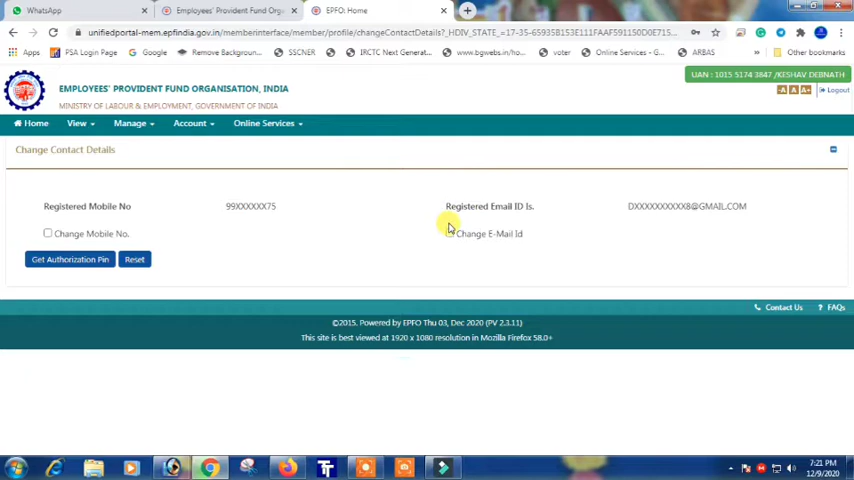 WhatsApp
Employees' Provident Fund Orga
EPFO: Home
unifiedportal-mem.epfindia.gov.in/memberinterface/member/profile/changeContactDetails?_HDIV_STATE_=17-35-65935B153E111FAAF591150D0E715F...
Apps PSA Login Page Google Remove Backgroun... SSCNER IRCTC Next Generat... www.bgwebs.in/ho... voter Online Services - G... ARBAS » Other bookmarks
UAN : 1015 5174 3847 /KESHAV DEBNATH
EMPLOYEES' PROVIDENT FUND ORGANISATION, INDIA
-A A A+ Logout
MINISTRY OF LABOUR & EMPLOYMENT, GOVERNMENT OF INDIA
Home View Manage Account Online Services
Change Contact Details
Registered Mobile No 99XXXXXX75 Registered Email ID Is. DXXXXXXXXXX8@GMAIL.COM
Change Mobile No. Change E-Mail Id
Get Authorization Pin Reset
Contact Us ? FAQs
©2015. Powered by EPFO Thu 03, Dec 2020 (PV 2.3.11)
This site is best viewed at 1920 x 1080 resolution in Mozilla Firefox 58.0+
7:21 PM
12/9/2020